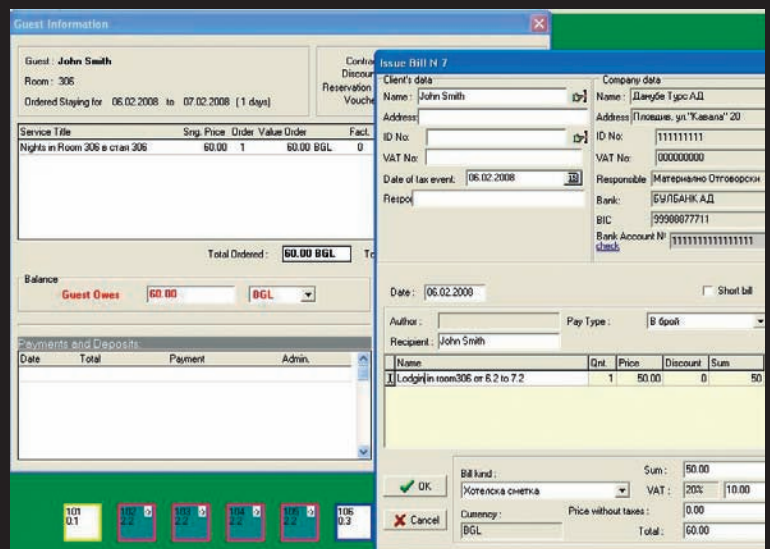 Guest Information
Guest : John Smith
Room : 306
Ordered Staying for 06.02.2008 to 07.02.2008 ( 1 days)
Contra
Discour
Reservation
Vouche
Service Title Sng. Price Order Value Order Fact.
Nights in Room 306 в стая 306 60.00 1 60.00 BGL 0
Total Ordered : 60.00 BGL To
Balance
Guest Owes 60.00 BGL
Payments and Deposits:
Date Total Payment Admin.
101
0.1
102
2.2
103
2.2
104
2.2
105
2.2
106
0.3
Issue Bill N 7
Client's data
Name : John Smith
Address:
ID No:
VAT No:
Date of tax event: 06.02.2008 15
Respo
Company data
Name : Данубе Турс АД
Address Пловдив, ул."Кавала" 20
ID No: 111111111
VAT No: 000000000
Responsible Материално Отговорски
Bank: БУЛБАНК АД
BIC 99988877711
Bank Account № 1111111111111111
check
Date : 06.02.2008
Short bill
Author :
Pay Type : В брой
Recipient : John Smith
Name Qnt. Price Discount Sum
Lodgin in room306 от 6.2 to 7.2 1 50.00 0 50
OK
Cancel
Bill kind :
Хотелска сметка
Currency :
BGL
Sum : 50.00
VAT : 20% 10.00
Price without taxes : 0.00
Total : 60.00